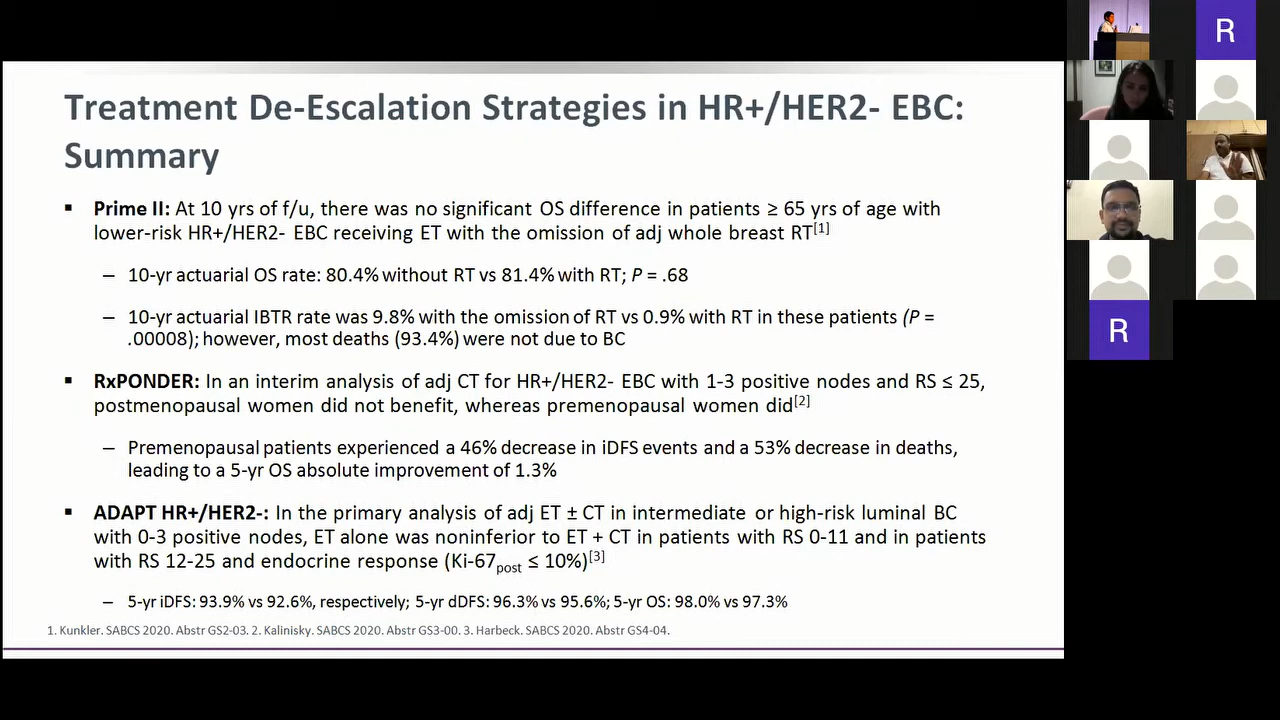 Treatment De-Escalation Strategies in HR+/HER2- EBC:
Summary
▪ Prime II: At 10 yrs of f/u, there was no significant OS difference in patients ≥ 65 yrs of age with
lower-risk HR+/HER2- EBC receiving ET with the omission of adj whole breast RT[1]
– 10-yr actuarial OS rate: 80.4% without RT vs 81.4% with RT; P = .68
– 10-yr actuarial IBTR rate was 9.8% with the omission of RT vs 0.9% with RT in these patients (P =
.00008); however, most deaths (93.4%) were not due to BC
▪ RxPONDER: In an interim analysis of adj CT for HR+/HER2- EBC with 1-3 positive nodes and RS ≤ 25,
postmenopausal women did not benefit, whereas premenopausal women did[2]
– Premenopausal patients experienced a 46% decrease in iDFS events and a 53% decrease in deaths,
leading to a 5-yr OS absolute improvement of 1.3%
▪ ADAPT HR+/HER2-: In the primary analysis of adj ET ± CT in intermediate or high-risk luminal BC
with 0-3 positive nodes, ET alone was noninferior to ET + CT in patients with RS 0-11 and in patients
with RS 12-25 and endocrine response (Ki-67post ≤ 10%)[3]
– 5-yr iDFS: 93.9% vs 92.6%, respectively; 5-yr dDFS: 96.3% vs 95.6%; 5-yr OS: 98.0% vs 97.3%
1. Kunkler. SABCS 2020. Abstr GS2-03. 2. Kalinisky. SABCS 2020. Abstr GS3-00. 3. Harbeck. SABCS 2020. Abstr GS4-04.
R
R